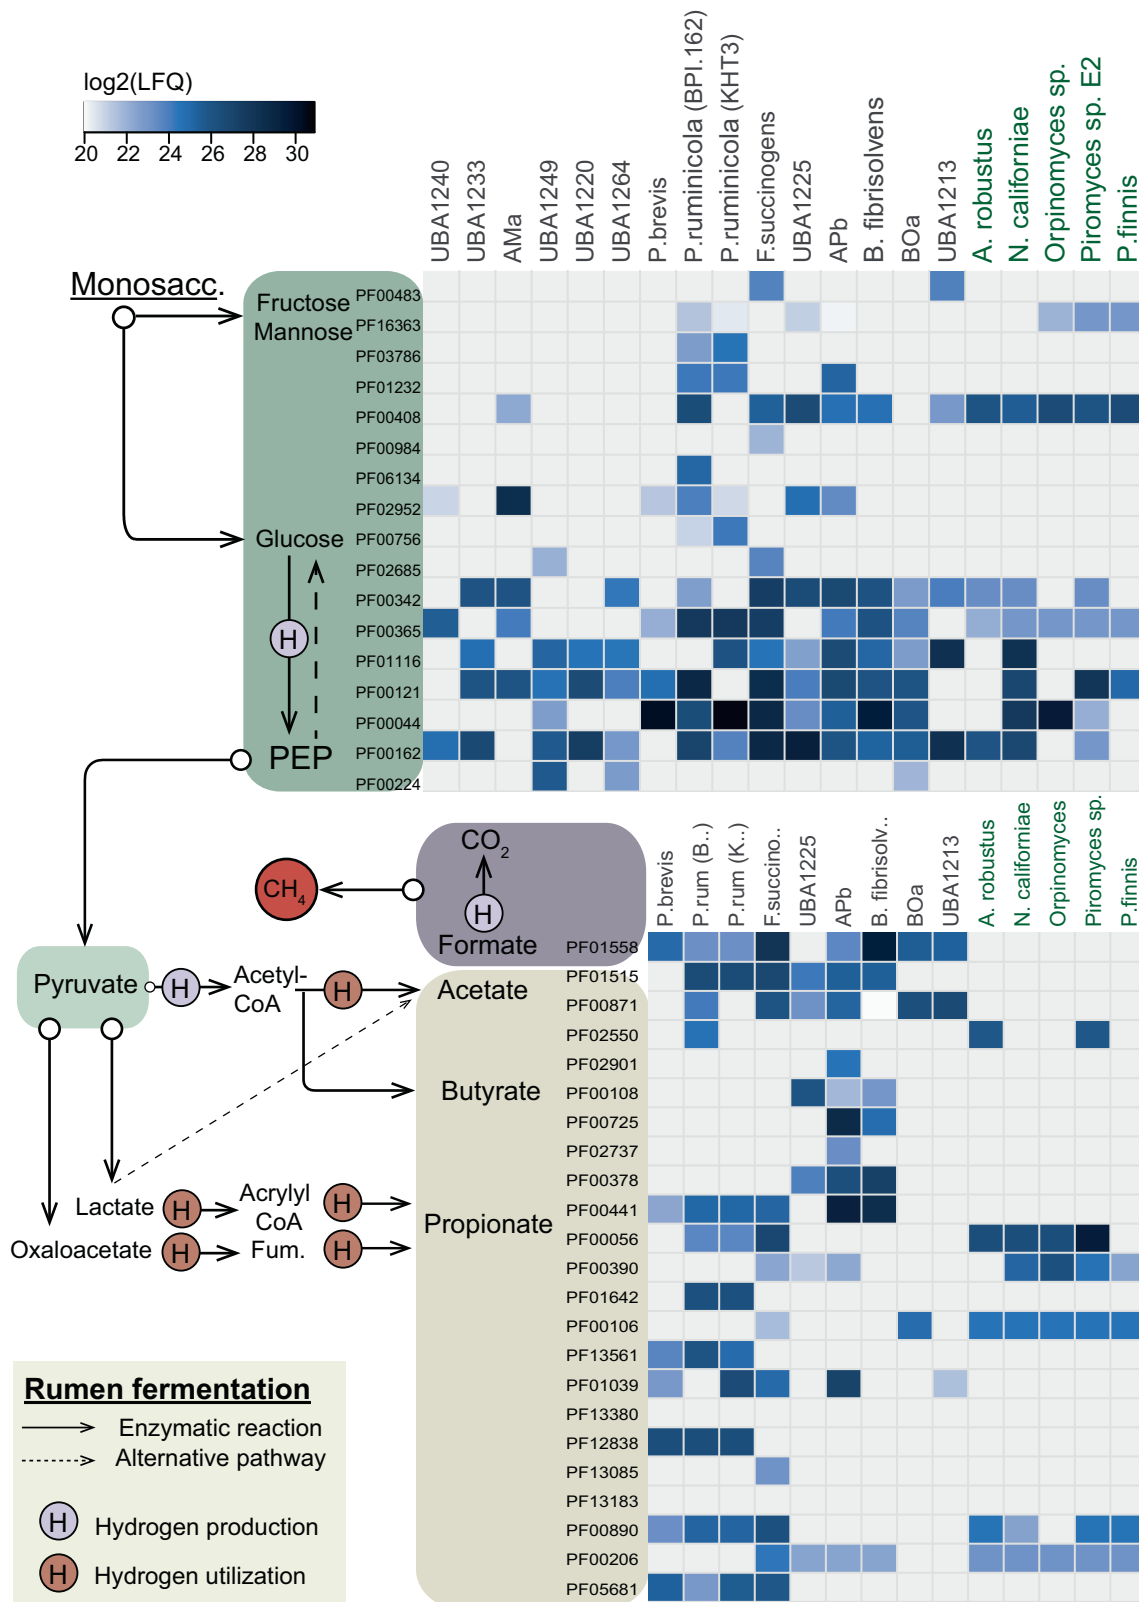 log2(LFQ)
20 22 24 26 28 30
UBA1240
UBA1233
AMa
UBA1249
UBA1220
UBA1264
P.brevis
P.ruminicola (BPI.162)
P.ruminicola (KHT3)
F.succinogens
UBA1225
APb
B. fibrisolvens
BOa
UBA1213
A. robustus
N. californiae
Orpinomyces sp.
Piromyces sp. E2
P.finnis
Monosacc.
Fructose
Mannose
Glucose
H
PEP
PF00483
PF16363
PF03786
PF01232
PF00408
PF00984
PF06134
PF02952
PF00756
PF02685
PF00342
PF00365
PF01116
PF00121
PF00044
PF00162
PF00224
P.brevis
P.rum (B..)
P.rum (K..)
F.succino..
UBA1225
APb
B. fibrisolv..
BOa
UBA1213
A. robustus
N. californiae
Orpinomyces
Piromyces sp.
P.finnis
CO2
CH4
H
Formate
Pyruvate
H
Acetyl-
CoA
H
Acetate
Butyrate
Lactate
H
Acrylyl
CoA
H
Propionate
Oxaloacetate
H
Fum.
H
PF01558
PF01515
PF00871
PF02550
PF02901
PF00108
PF00725
PF02737
PF00378
PF00441
PF00056
PF00390
PF01642
PF00106
PF13561
PF01039
PF13380
PF12838
PF13085
PF13183
PF00890
PF00206
PF05681
Rumen fermentation
Enzymatic reaction
Alternative pathway
H Hydrogen production
H Hydrogen utilization